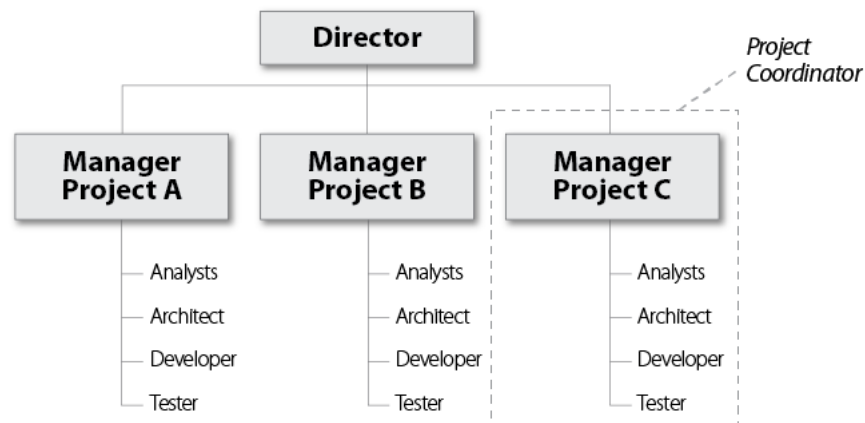 Director
Project
Coordinator
Manager
Project A
Manager
Project B
Manager
Project C
Analysts
Architect
Developer
Tester
Analysts
Architect
Developer
Tester
Analysts
Architect
Developer
Tester